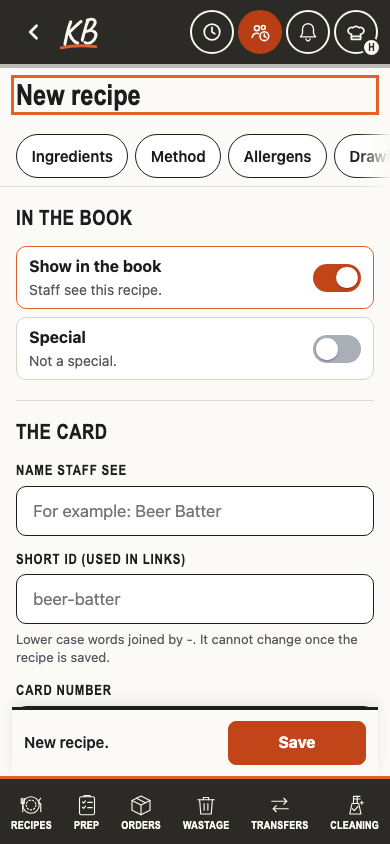 KB
H
New recipe
Ingredients
Method
Allergens
Draw
IN THE BOOK
Show in the book
Staff see this recipe.
Special
Not a special.
THE CARD
NAME STAFF SEE
For example: Beer Batter
SHORT ID (USED IN LINKS)
beer-batter
Lower case words joined by -. It cannot change once the
recipe is saved.
CARD NUMBER
New recipe.
Save
RECIPES
PREP
ORDERS
WASTAGE
TRANSFERS
CLEANING